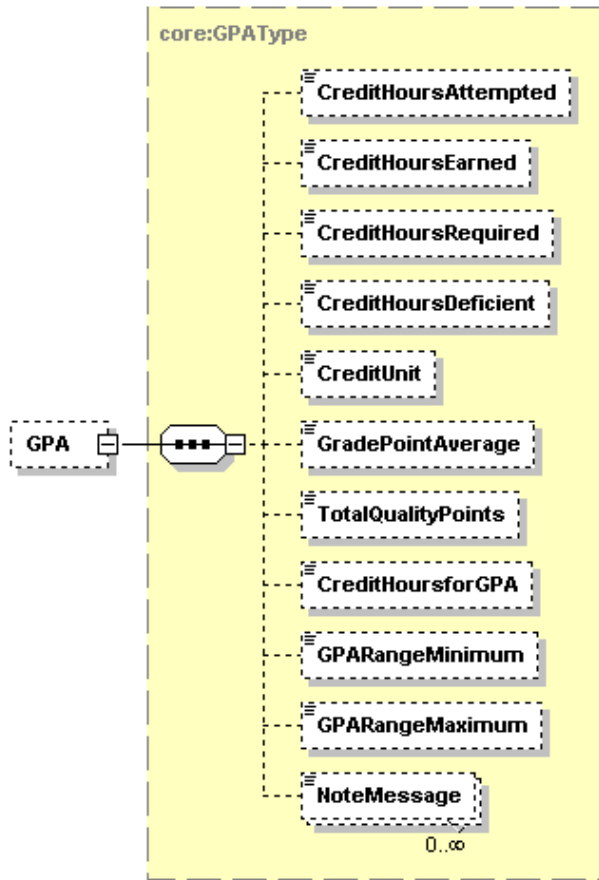 core:GPAType
CreditHoursAttempted
CreditHoursEarned
CreditHoursRequired
CreditHoursDeficient
CreditUnit
GPA
GradePointAverage
TotalQualityPoints
CreditHoursforGPA
GPARangeMinimum
GPARangeMaximum
NoteMessage
0..∞